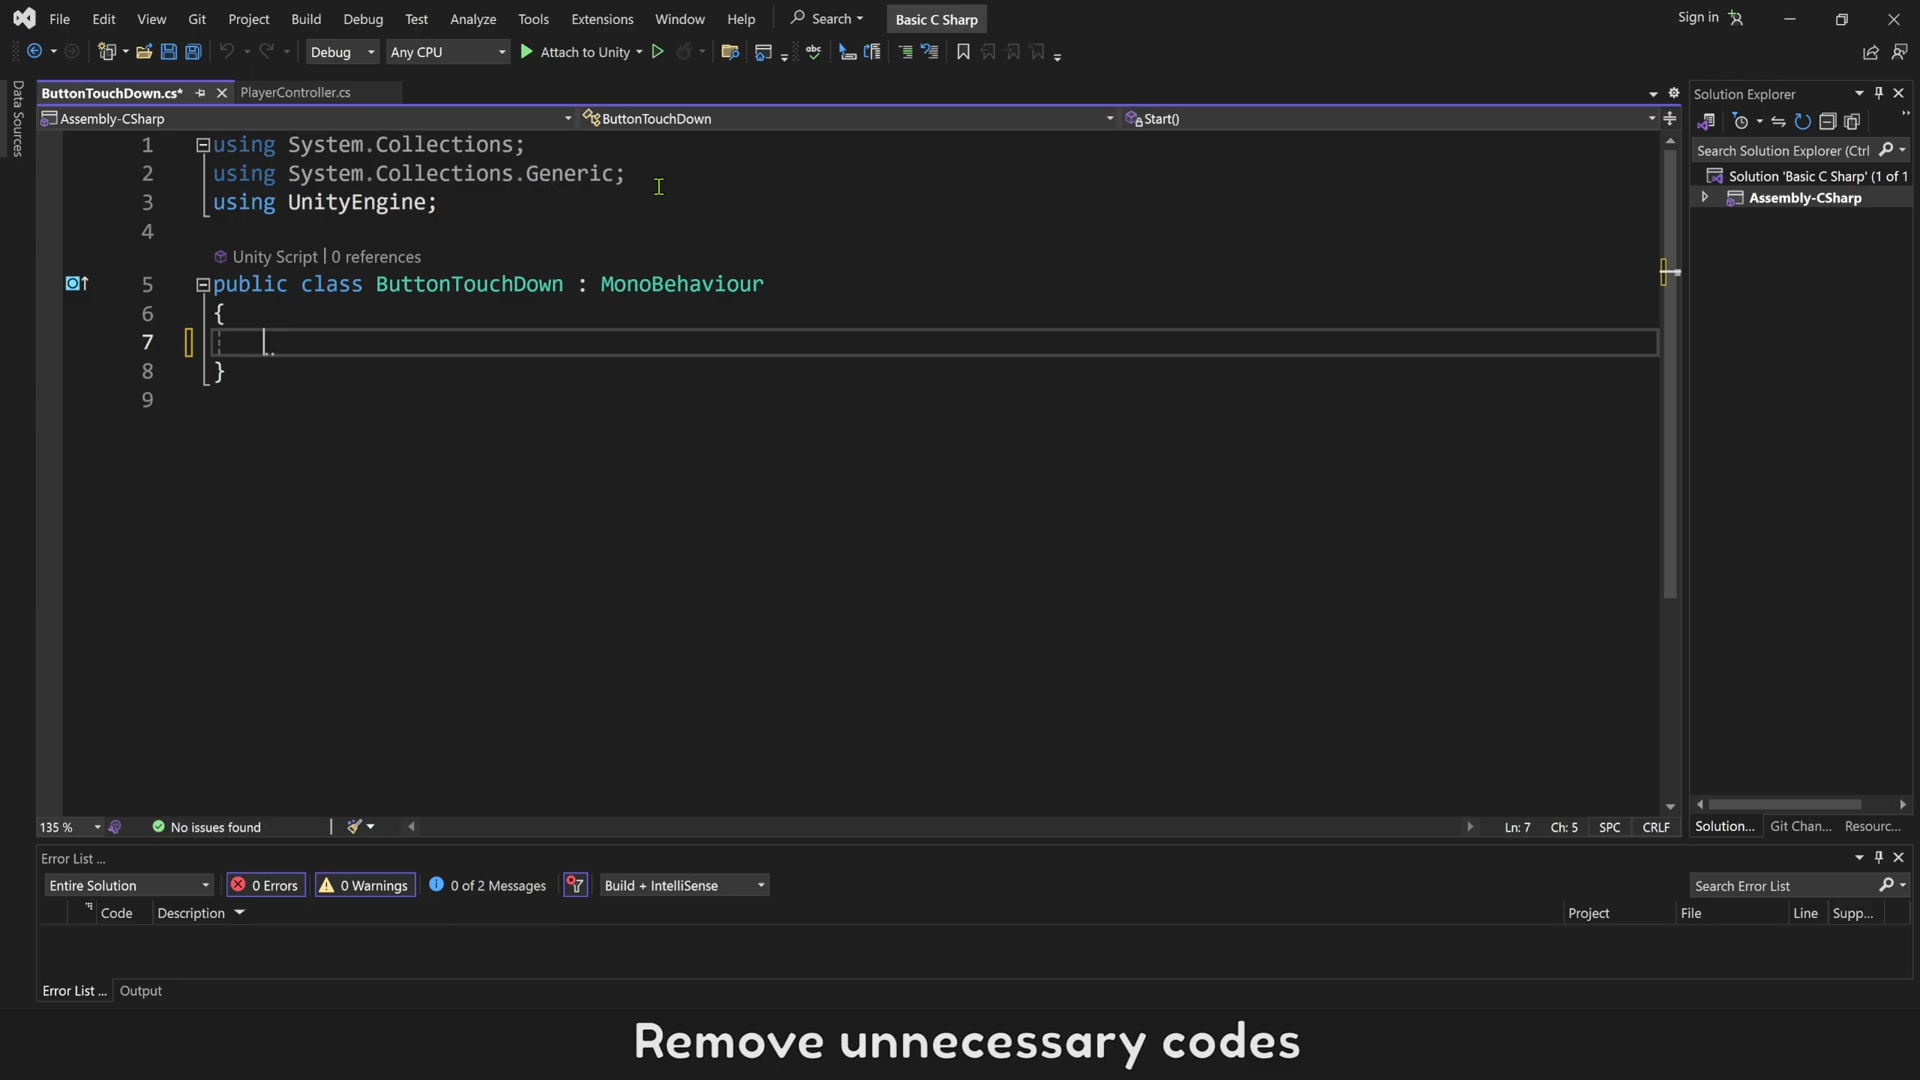 File Edit View Git Project Build Debug Test Analyze Tools Extensions Window Help Search Basic C Sharp Sign in
Debug Any CPU Attach to Unity
Data Sources
ButtonTouchDown.cs* PlayerController.cs
Assembly-CSharp ButtonTouchDown Start()
1 using System.Collections;
2 using System.Collections.Generic;
3 using UnityEngine;
4
Unity Script | 0 references
5 public class ButtonTouchDown : MonoBehaviour
6 {
7
8 }
9
135 % No issues found Ln: 7 Ch: 5 SPC CRLF
Solution Explorer
Search Solution Explorer (Ctrl
Solution 'Basic C Sharp' (1 of 1
Assembly-CSharp
Solution... Git Chan... Resourc...
Error List ...
Entire Solution 0 Errors 0 Warnings 0 of 2 Messages Build + IntelliSense Search Error List
Code Description Project File Line Supp...
Error List ... Output
Remove unnecessary codes